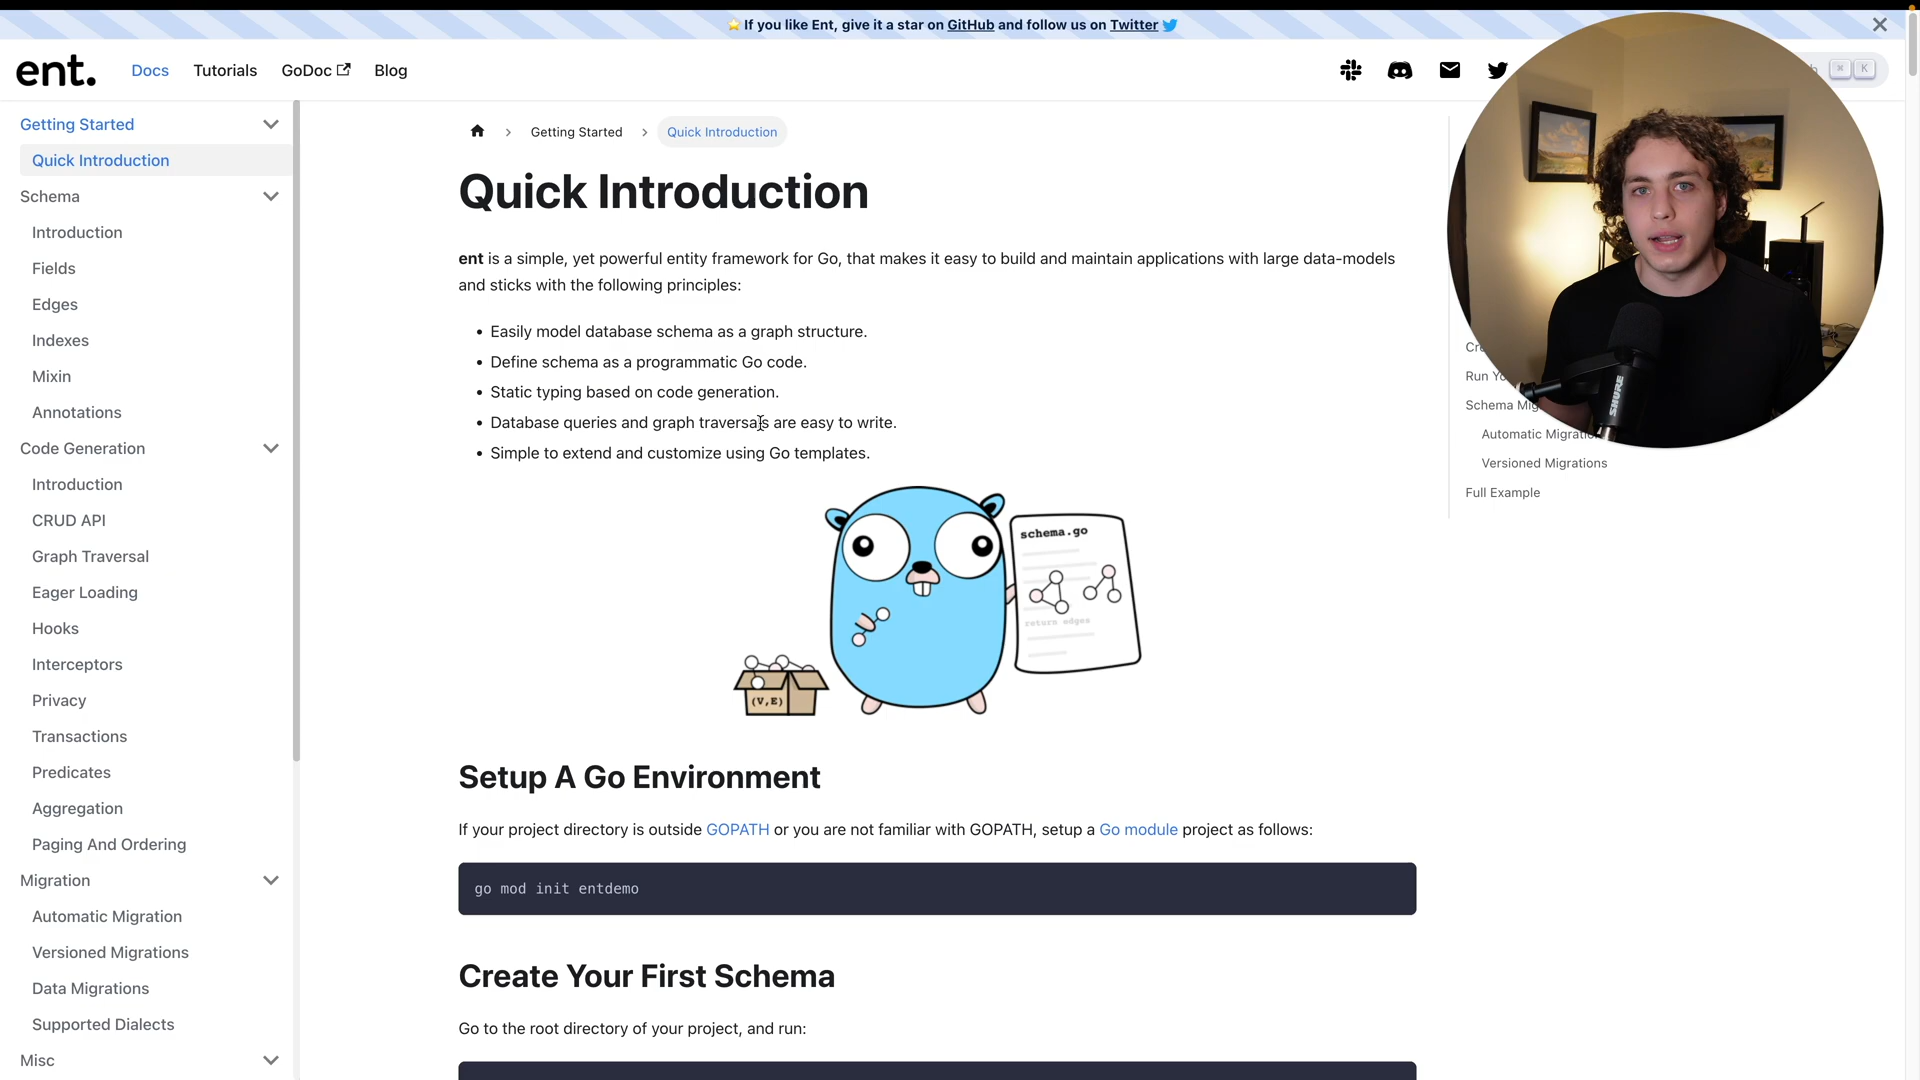 ⭐ If you like Ent, give it a star on GitHub and follow us on Twitter
ent.
Docs
Tutorials
GoDoc
Blog
⌘ K
Getting Started
Quick Introduction
Schema
Introduction
Fields
Edges
Indexes
Mixin
Annotations
Code Generation
Introduction
CRUD API
Graph Traversal
Eager Loading
Hooks
Interceptors
Privacy
Transactions
Predicates
Aggregation
Paging And Ordering
Migration
Automatic Migration
Versioned Migrations
Data Migrations
Supported Dialects
Misc
Getting Started
Quick Introduction
Quick Introduction
ent is a simple, yet powerful entity framework for Go, that makes it easy to build and maintain applications with large data-models
and sticks with the following principles:
• Easily model database schema as a graph structure.
• Define schema as a programmatic Go code.
• Static typing based on code generation.
• Database queries and graph traversals are easy to write.
• Simple to extend and customize using Go templates.
schema.go
return edges
(V,E)
Setup A Go Environment
If your project directory is outside GOPATH or you are not familiar with GOPATH, setup a Go module project as follows:
go mod init entdemo
Create Your First Schema
Go to the root directory of your project, and run:
Run
Schema
Automatic
Versioned Migrations
Full Example
SHURE